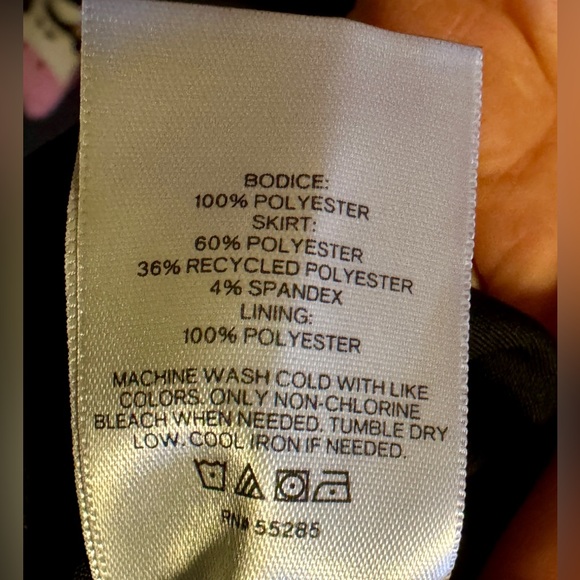 BODICE:
100% POLYESTER
SKIRT:
60% POLYESTER
36% RECYCLED POLYESTER
4% SPANDEX
LINING:
100% POLYESTER
MACHINE WASH COLD WITH LIKE
COLORS. ONLY NON-CHLORINE
BLEACH WHEN NEEDED. TUMBLE DRY
LOW. COOL IRON IF NEEDED.
RN# 55285